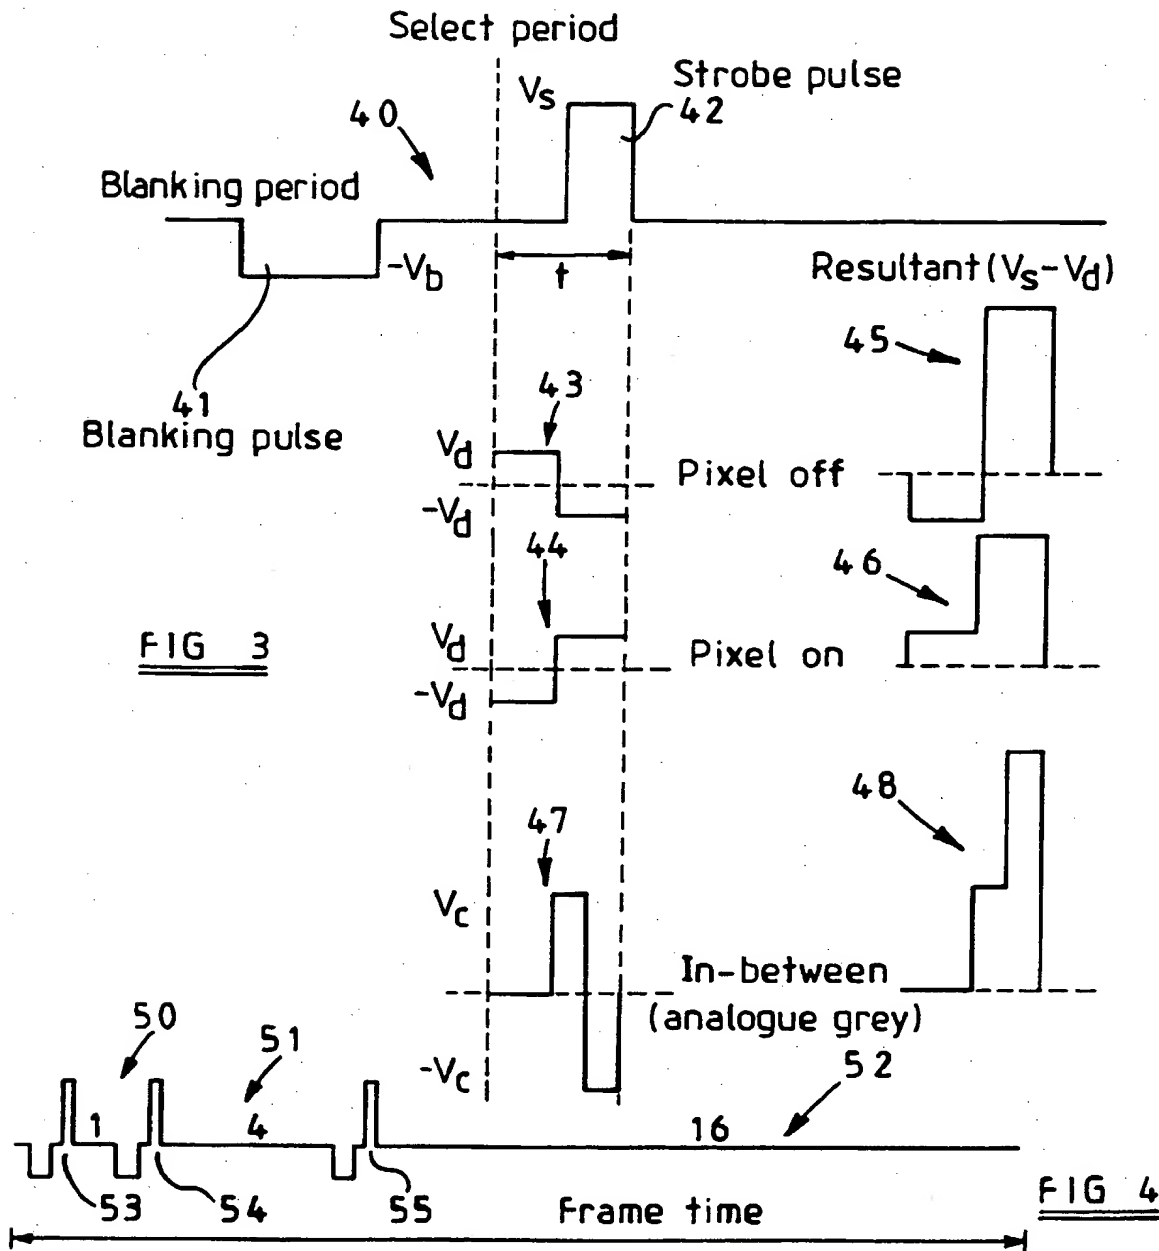 Select period
Vs
Strobe pulse
42
40
Blanking period
-Vb
t
Resultant (Vs-Vd)
45
41
Blanking pulse
43
Vd
-Vd
Pixel off
44
46
FIG 3
Vd
-Vd
Pixel on
47
48
Vc
-Vc
In-between
(analogue grey)
50
51
52
1
4
16
53
54
55
Frame time
FIG 4